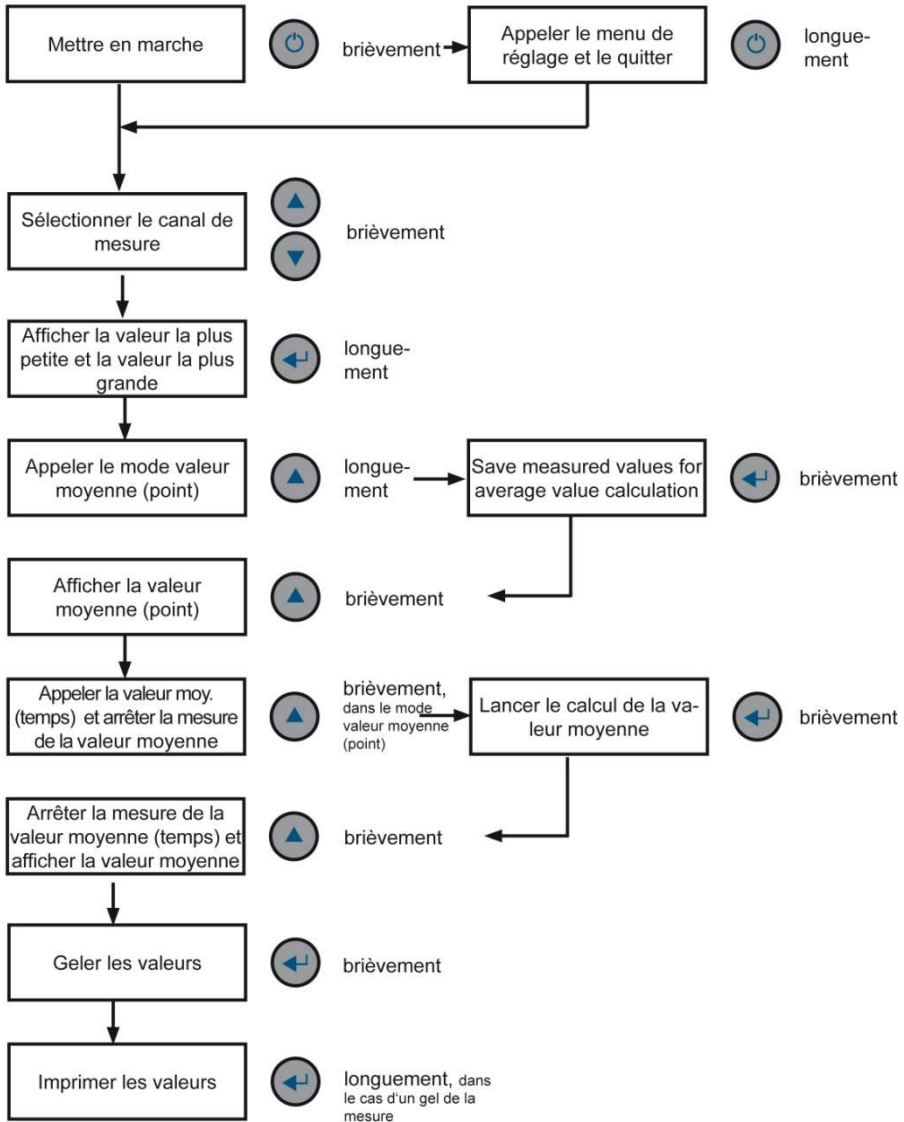 Mettre en marche
brièvement
Appeler le menu de
réglage et le quitter
longue-
ment
Sélectionner le canal de
mesure
brièvement
Afficher la valeur la plus
petite et la valeur la plus
grande
longue-
ment
Appeler le mode valeur
moyenne (point)
longue-
ment
Save measured values for
average value calculation
brièvement
Afficher la valeur
moyenne (point)
brièvement
Appeler la valeur moy.
(temps) et arrêter la mesure
de la valeur moyenne
brièvement,
dans le mode
valeur moyenne
(point)
Lancer le calcul de la va-
leur moyenne
brièvement
Arrêter la mesure de la
valeur moyenne (temps) et
afficher la valeur moyenne
brièvement
Geler les valeurs
brièvement
Imprimer les valeurs
longuement, dans
le cas d'un gel de la
mesure